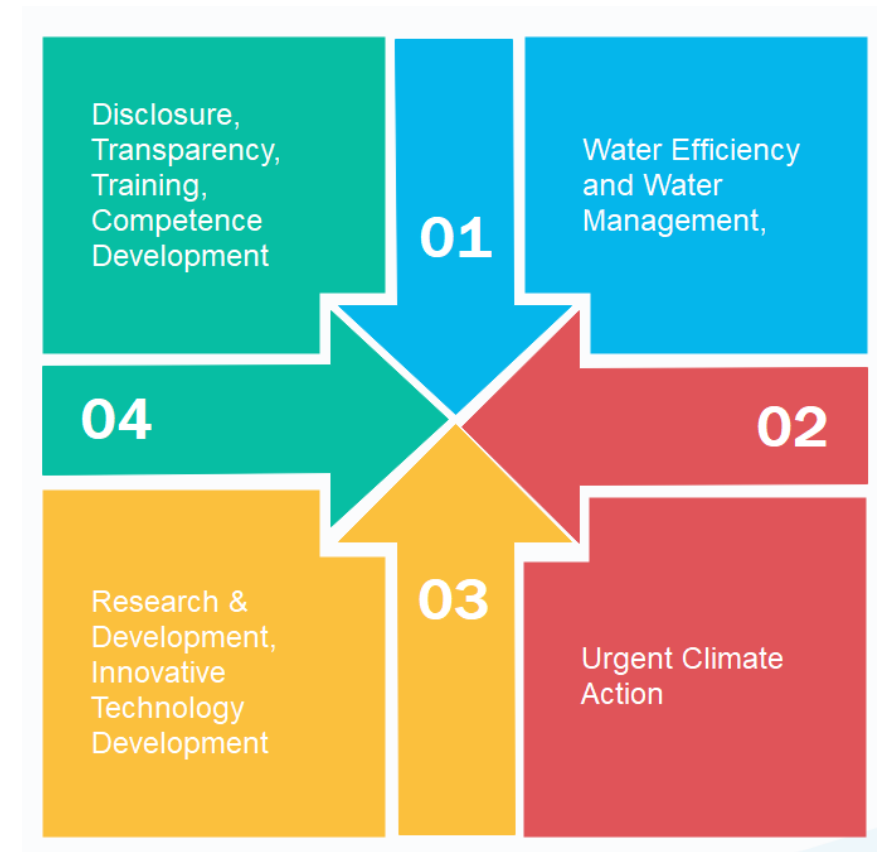 Disclosure,
Transparency,
Training,
Competence
Development
01
Water Efficiency
and Water
Management,
04
02
Research &
Development,
Innovative
Technology
Development
03
Urgent Climate
Action